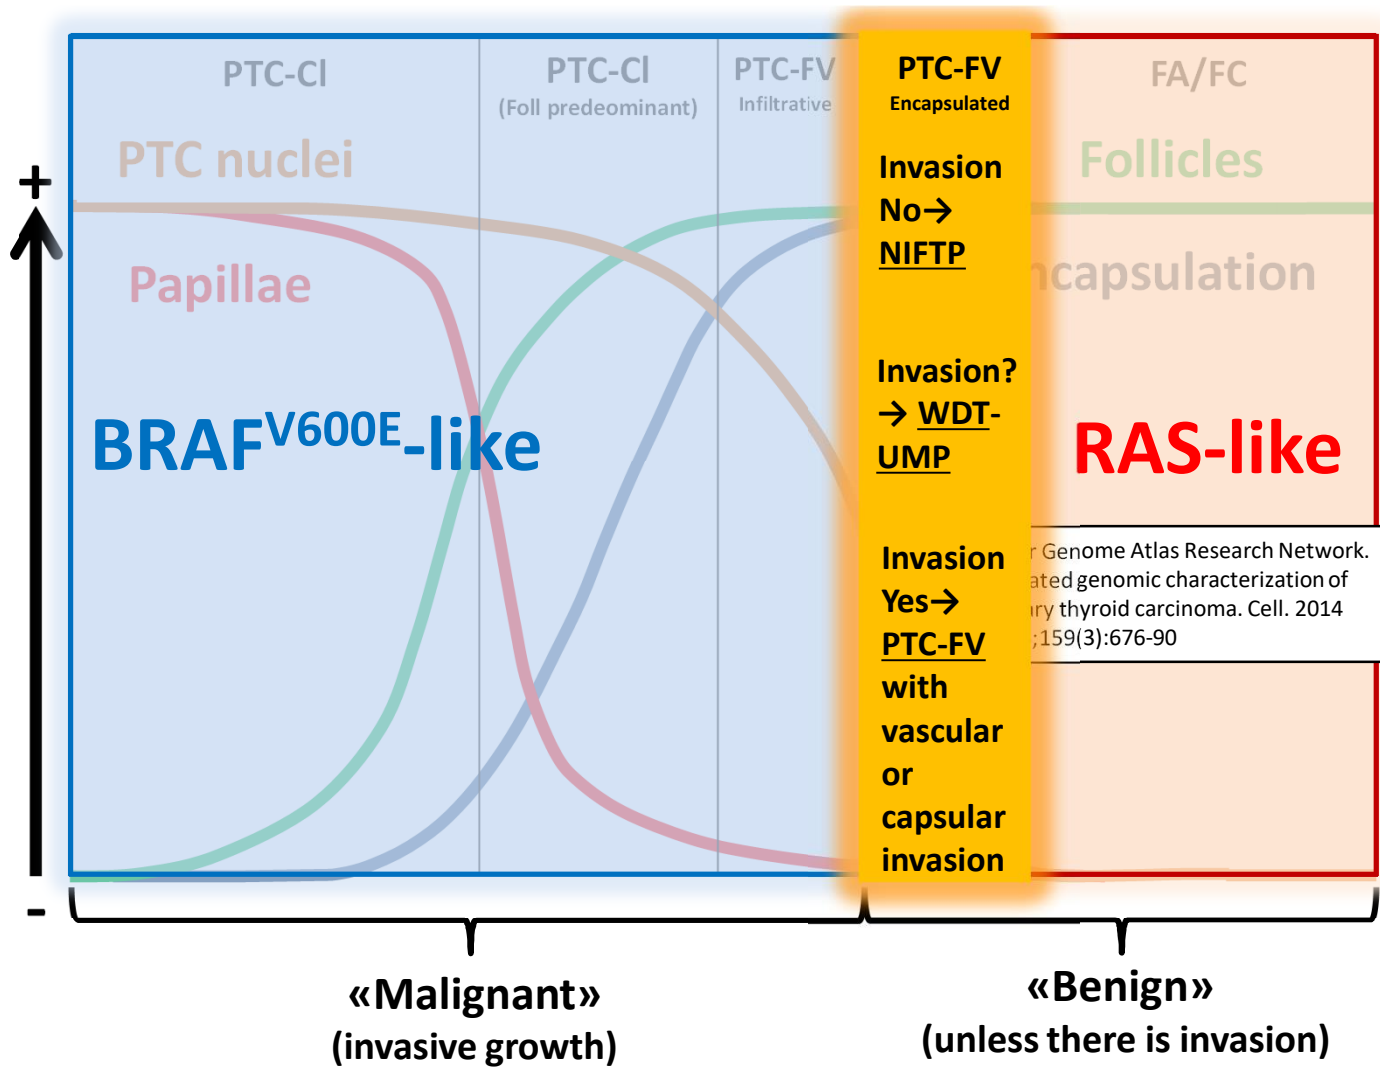 PTC-Cl
PTC-Cl
(Foll predeominant)
PTC-FV
Infiltrative
PTC-FV
Encapsulated
FA/FC
PTC nuclei
Follicles
Papillae
ncapsulation
+
-
BRAFV600E-like
RAS-like
Invasion
No→
NIFTP
Invasion?
→ WDT-
UMP
Invasion
Yes→
PTC-FV
with
vascular
or
capsular
invasion
r Genome Atlas Research Network.
ated genomic characterization of
ary thyroid carcinoma. Cell. 2014
;159(3):676-90
«Malignant»
(invasive growth)
«Benign»
(unless there is invasion)